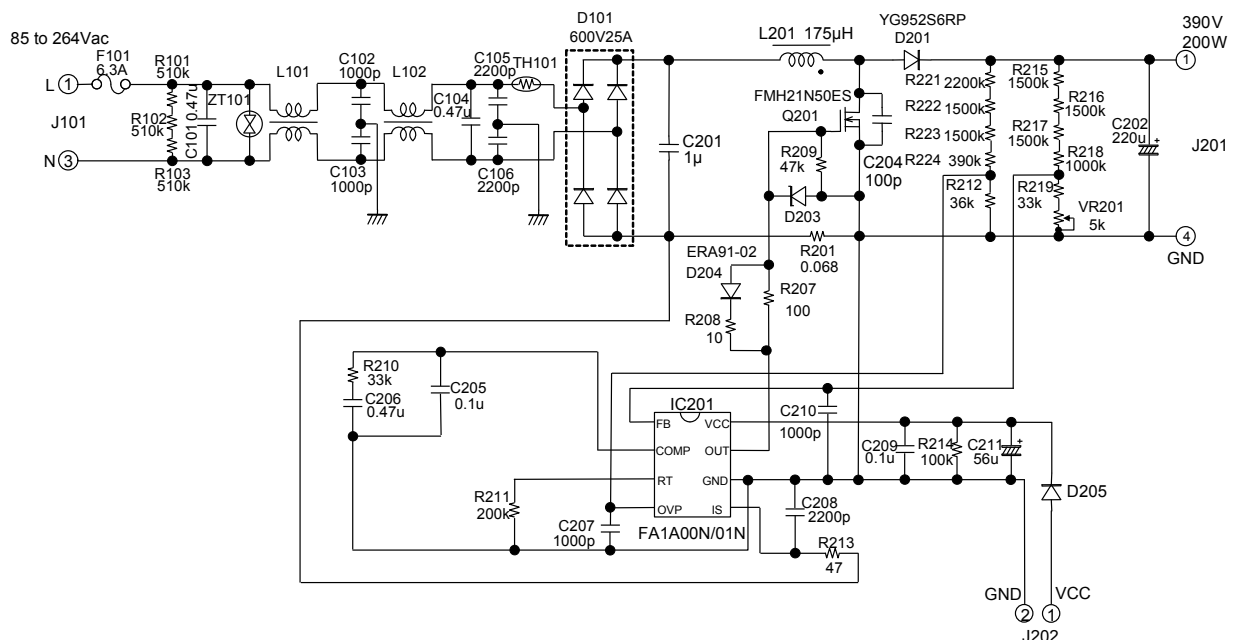 85 to 264Vac
F101
6.3A
L 1
J101
N 3
R101
510k
R102
510k
R103
510k
C101 0.47u
ZT101
L101
C102
1000p
C103
1000p
L102
C104
0.47u
C105
2200p
C106
2200p
TH101
D101
600V25A
C201
1μ
L201 175μH
YG952S6RP
D201
FMH21N50ES
Q201
R209
47k
C204
100p
D203
R201
0.068
R221
2200k
R222
1500k
R223
1500k
R224
390k
R212
36k
R215
1500k
R216
1500k
R217
1500k
R218
1000k
R219
33k
VR201
5k
C202
220u
+
390V
200W
1
J201
4
GND
ERA91-02
D204
R208
10
R207
100
R210
33k
C206
0.47u
C205
0.1u
R211
200k
C207
1000p
IC201
FB
COMP
RT
OVP
VCC
OUT
GND
IS
FA1A00N/01N
C210
1000p
C208
2200p
R213
47
C209
0.1u
R214
100k
C211
56u
+
D205
GND
2
VCC
1
J202